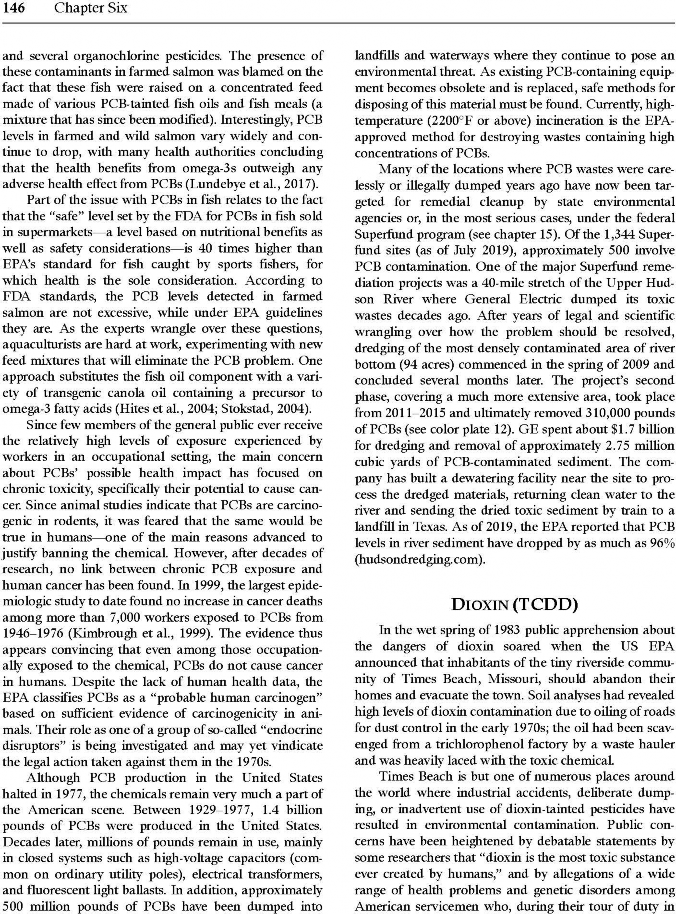 146 Chapter Six
and several organochlorine pesticides. The presence of
these contaminants in farmed salmon was blamed on the
fact that these fish were raised on a concentrated feed
made of various PCB-tainted fish oils and fish meals (a
mixture that has since been modified). Interestingly, PCB
levels in farmed and wild salmon vary widely and con-
tinue to drop, with many health authorities concluding
that the health benefits from omega-3s outweigh any
adverse health effect from PCBs (Lundebye et al., 2017).
Part of the issue with PCBs in fish relates to the fact
that the “safe” level set by the FDA for PCBs in fish sold
in supermarkets—a level based on nutritional benefits as
well as safety considerations—is 40 times higher than
EPA’s standard for fish caught by sports fishers, for
which health is the sole consideration. According to
FDA standards, the PCB levels detected in farmed
salmon are not excessive, while under EPA guidelines
they are. As the experts wrangle over these questions,
aquaculturists are hard at work, experimenting with new
feed mixtures that will eliminate the PCB problem. One
approach substitutes the fish oil component with a vari-
ety of transgenic canola oil containing a precursor to
omega-3 fatty acids (Hites et al., 2004; Stokstad, 2004).
Since few members of the general public ever receive
the relatively high levels of exposure experienced by
workers in an occupational setting, the main concern
about PCBs’ possible health impact has focused on
chronic toxicity, specifically their potential to cause can-
cer. Since animal studies indicate that PCBs are carcino-
genic in rodents, it was feared that the same would be
true in humans—one of the main reasons advanced to
justify banning the chemical. However, after decades of
research, no link between chronic PCB exposure and
human cancer has been found. In 1999, the largest epide-
miologic study to date found no increase in cancer deaths
among more than 7,000 workers exposed to PCBs from
1946–1976 (Kimbrough et al., 1999). The evidence thus
appears convincing that even among those occupation-
ally exposed to the chemical, PCBs do not cause cancer
in humans. Despite the lack of human health data, the
EPA classifies PCBs as a “probable human carcinogen”
based on sufficient evidence of carcinogenicity in ani-
mals. Their role as one of a group of so-called “endocrine
disruptors” is being investigated and may yet vindicate
the legal action taken against them in the 1970s.
Although PCB production in the United States
halted in 1977, the chemicals remain very much a part of
the American scene. Between 1929–1977, 1.4 billion
pounds of PCBs were produced in the United States.
Decades later, millions of pounds remain in use, mainly
in closed systems such as high-voltage capacitors (com-
mon on ordinary utility poles), electrical transformers,
and fluorescent light ballasts. In addition, approximately
500 million pounds of PCBs have been dumped into
landfills and waterways where they continue to pose an
environmental threat. As existing PCB-containing equip-
ment becomes obsolete and is replaced, safe methods for
disposing of this material must be found. Currently, high-
temperature (2200°F or above) incineration is the EPA-
approved method for destroying wastes containing high
concentrations of PCBs.
Many of the locations where PCB wastes were care-
lessly or illegally dumped years ago have now been tar-
geted for remedial cleanup by state environmental
agencies or, in the most serious cases, under the federal
Superfund program (see chapter 15). Of the 1,344 Super-
fund sites (as of July 2019), approximately 500 involve
PCB contamination. One of the major Superfund reme-
diation projects was a 40-mile stretch of the Upper Hud-
son River where General Electric dumped its toxic
wastes decades ago. After years of legal and scientific
wrangling over how the problem should be resolved,
dredging of the most densely contaminated area of river
bottom (94 acres) commenced in the spring of 2009 and
concluded several months later. The project’s second
phase, covering a much more extensive area, took place
from 2011–2015 and ultimately removed 310,000 pounds
of PCBs (see color plate 12). GE spent about $1.7 billion
for dredging and removal of approximately 2.75 million
cubic yards of PCB-contaminated sediment. The com-
pany has built a dewatering facility near the site to pro-
cess the dredged materials, returning clean water to the
river and sending the dried toxic sediment by train to a
landfill in Texas. As of 2019, the EPA reported that PCB
levels in river sediment have dropped by as much as 96%
(hudsondredging.com).
DIOXIN (TCDD)
In the wet spring of 1983 public apprehension about
the dangers of dioxin soared when the US EPA
announced that inhabitants of the tiny riverside commu-
nity of Times Beach, Missouri, should abandon their
homes and evacuate the town. Soil analyses had revealed
high levels of dioxin contamination due to oiling of roads
for dust control in the early 1970s; the oil had been scav-
enged from a trichlorophenol factory by a waste hauler
and was heavily laced with the toxic chemical.
Times Beach is but one of numerous places around
the world where industrial accidents, deliberate dump-
ing, or inadvertent use of dioxin-tainted pesticides have
resulted in environmental contamination. Public con-
cerns have been heightened by debatable statements by
some researchers that “dioxin is the most toxic substance
ever created by humans,” and by allegations of a wide
range of health problems and genetic disorders among
American servicemen who, during their tour of duty in